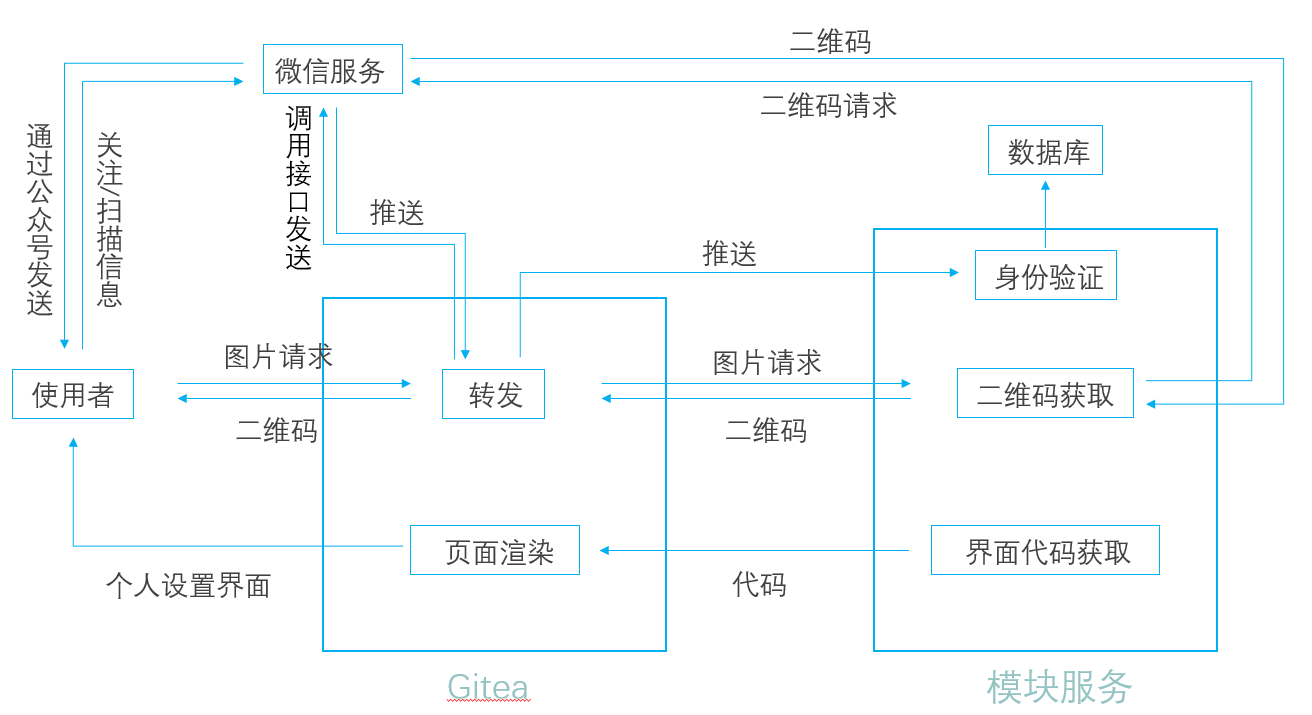 二维码
微信服务
二维码请求
调用接口发送
通过公众号发送
关注/扫描信息
数据库
推送
推送
身份验证
图片请求
图片请求
使用者
转发
二维码获取
二维码
二维码
页面渲染
界面代码获取
个人设置界面
代码
Gitea
模块服务